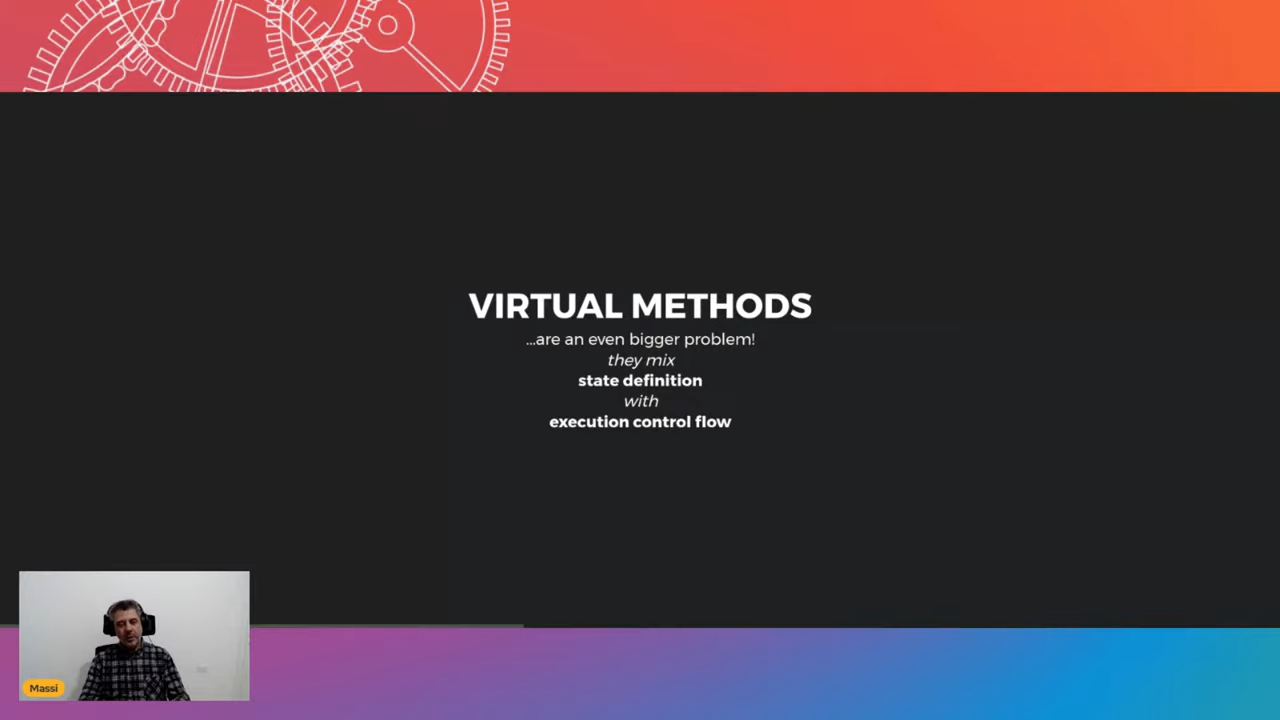 VIRTUAL METHODS
...are an even bigger problem!
they mix
state definition
with
execution control flow
Massi